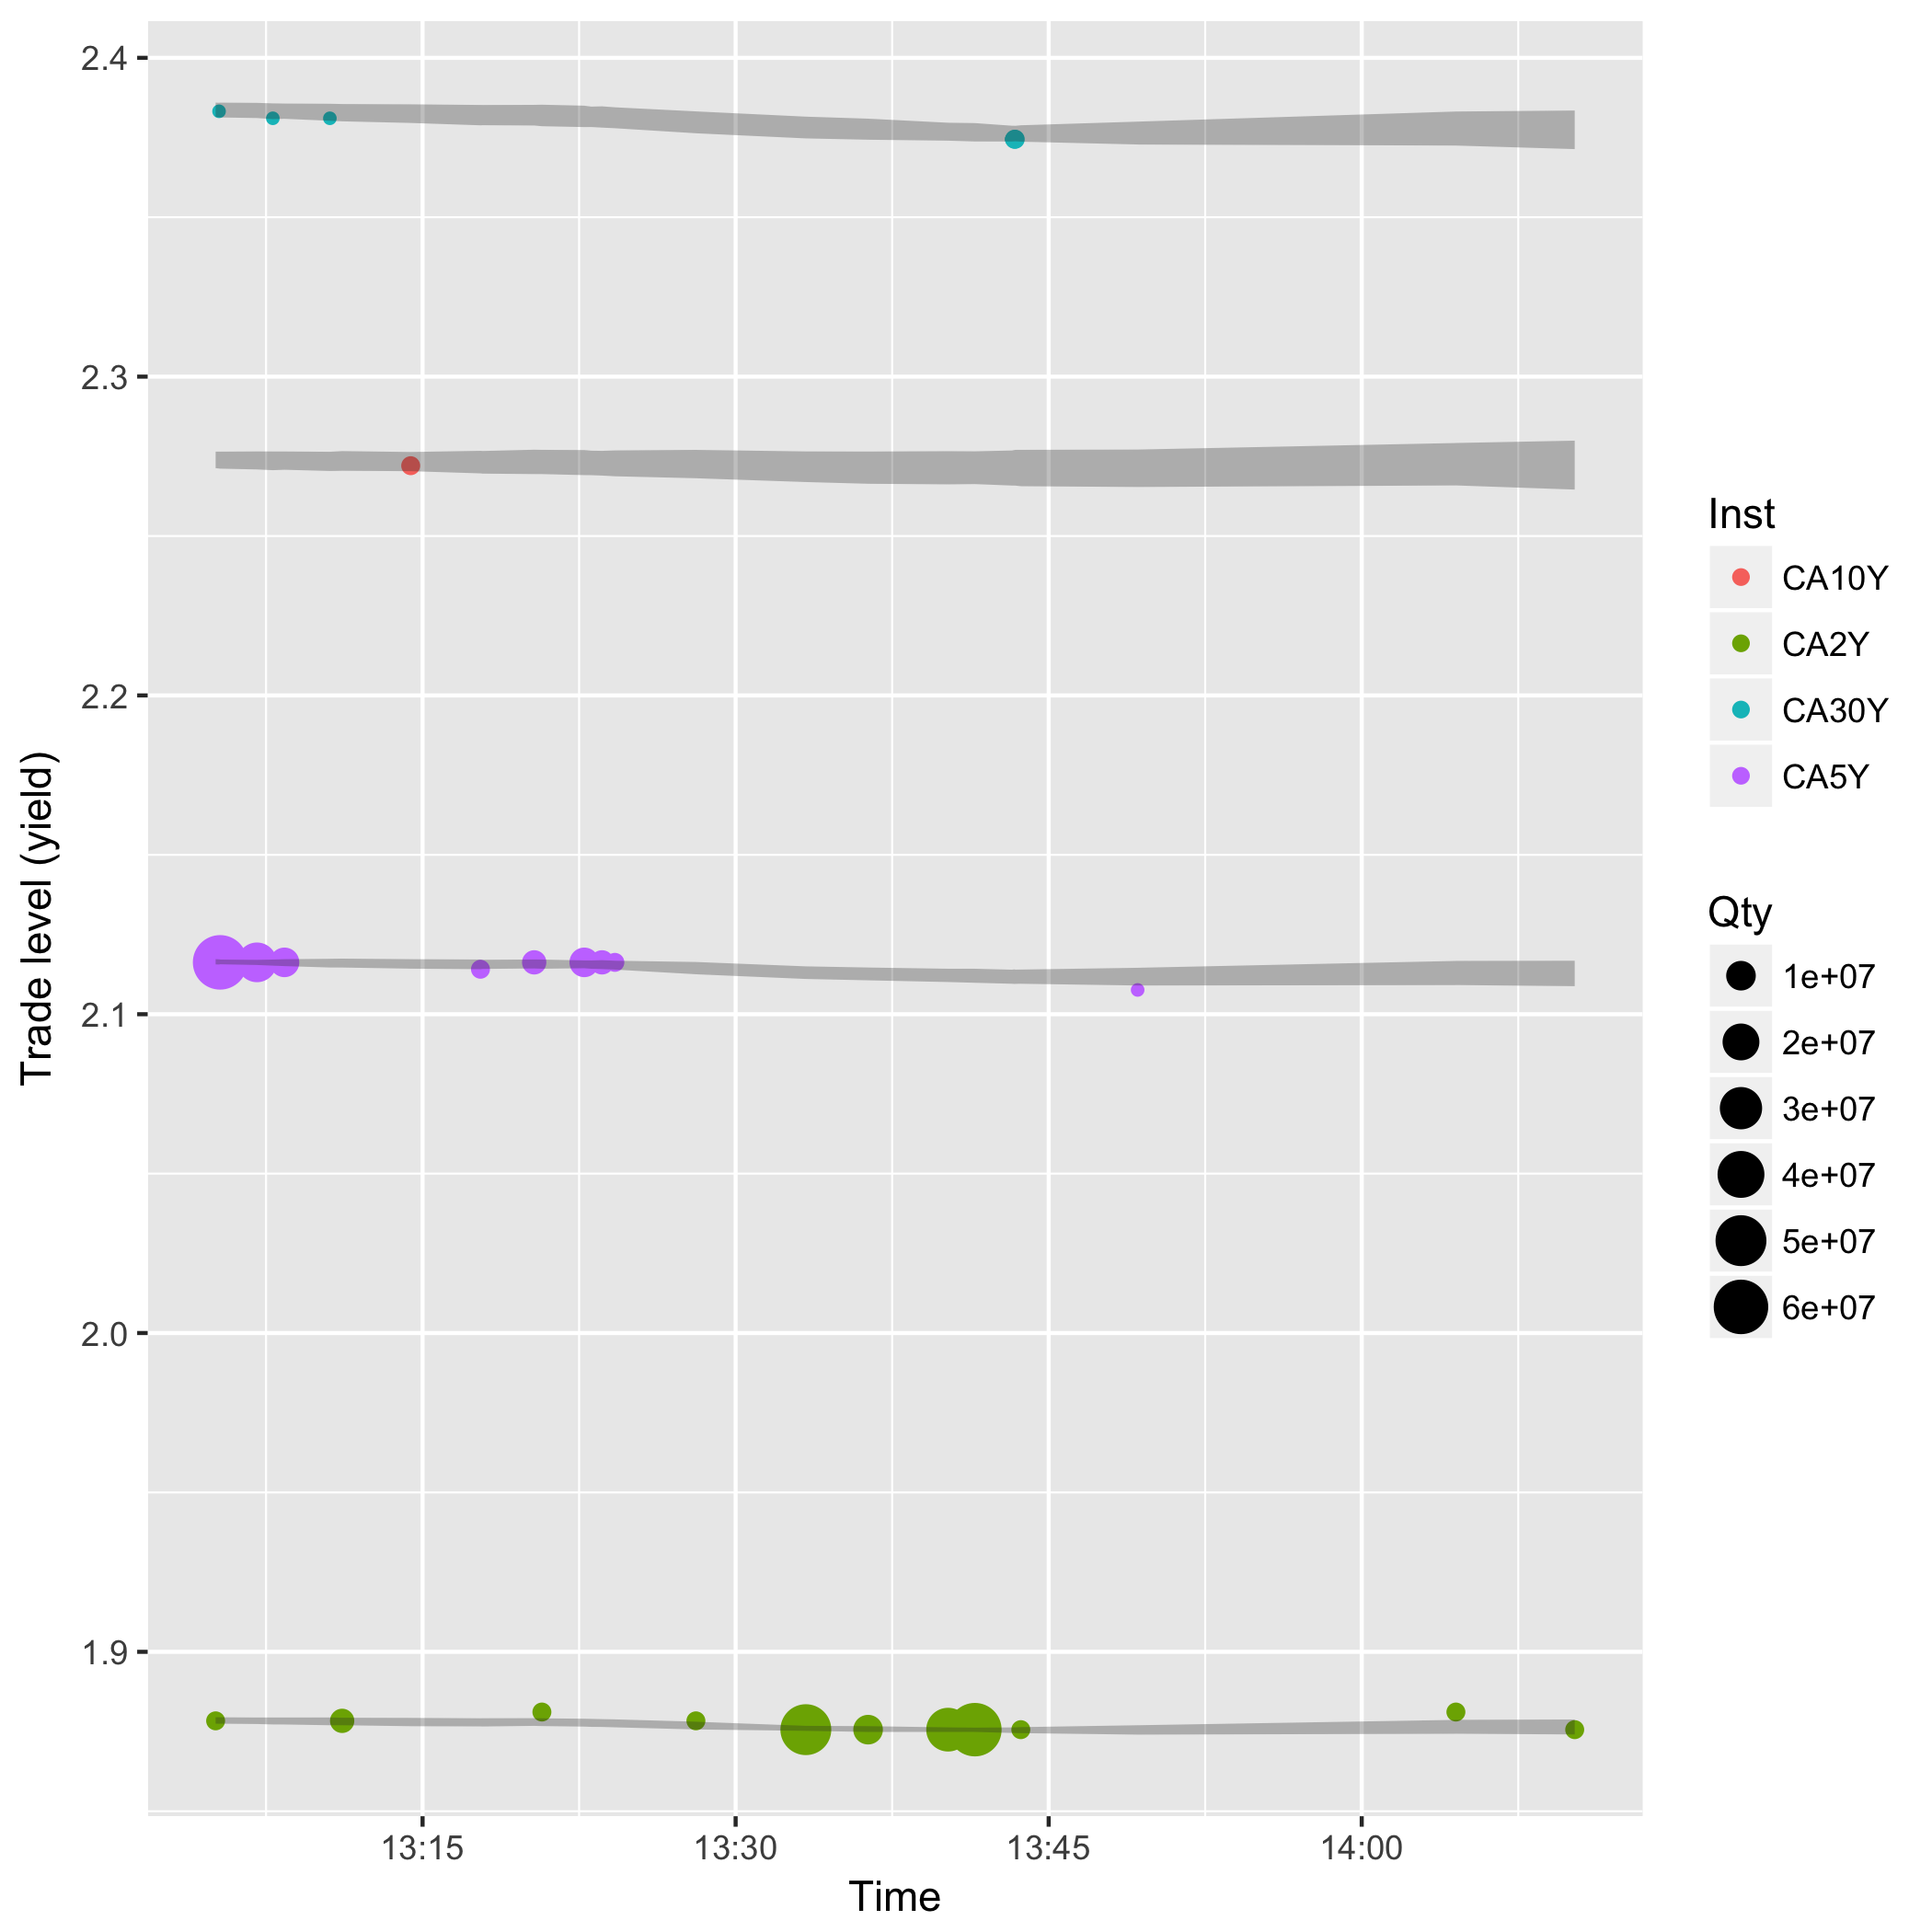 Trade level (yield)
2.4
2.3
2.2
2.1
2.0
1.9
13:15
13:30
13:45
14:00
Time
Inst
CA10Y
CA2Y
CA30Y
CA5Y
Qty
1e+07
2e+07
3e+07
4e+07
5e+07
6e+07